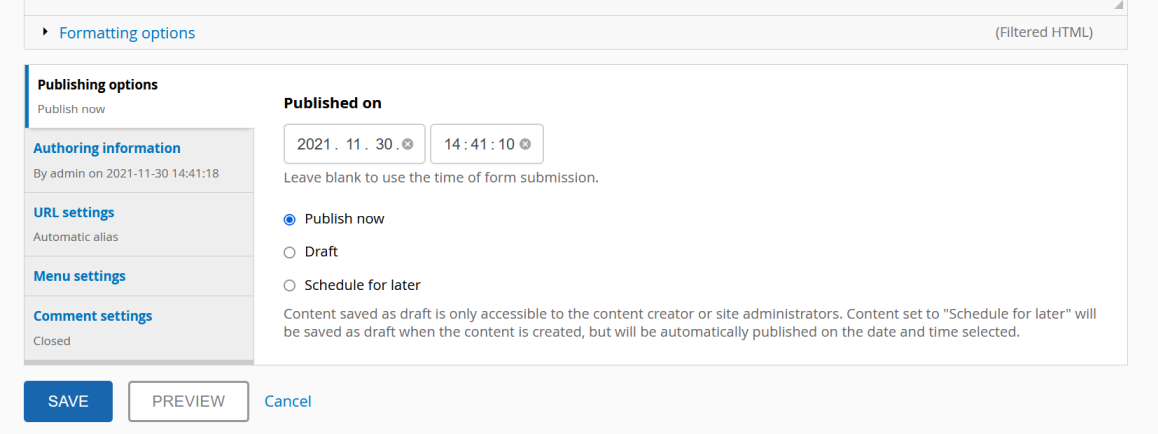 Formatting options
(Filtered HTML)
Publishing options
Publish now
Authoring information
By admin on 2021-11-30 14:41:18
URL settings
Automatic alias
Menu settings
Comment settings
Closed
Published on
2021. 11. 30. 14:41:10
Leave blank to use the time of form submission.
Publish now
Draft
Schedule for later
Content saved as draft is only accessible to the content creator or site administrators. Content set to "Schedule for later" will
be saved as draft when the content is created, but will be automatically published on the date and time selected.
SAVE PREVIEW Cancel